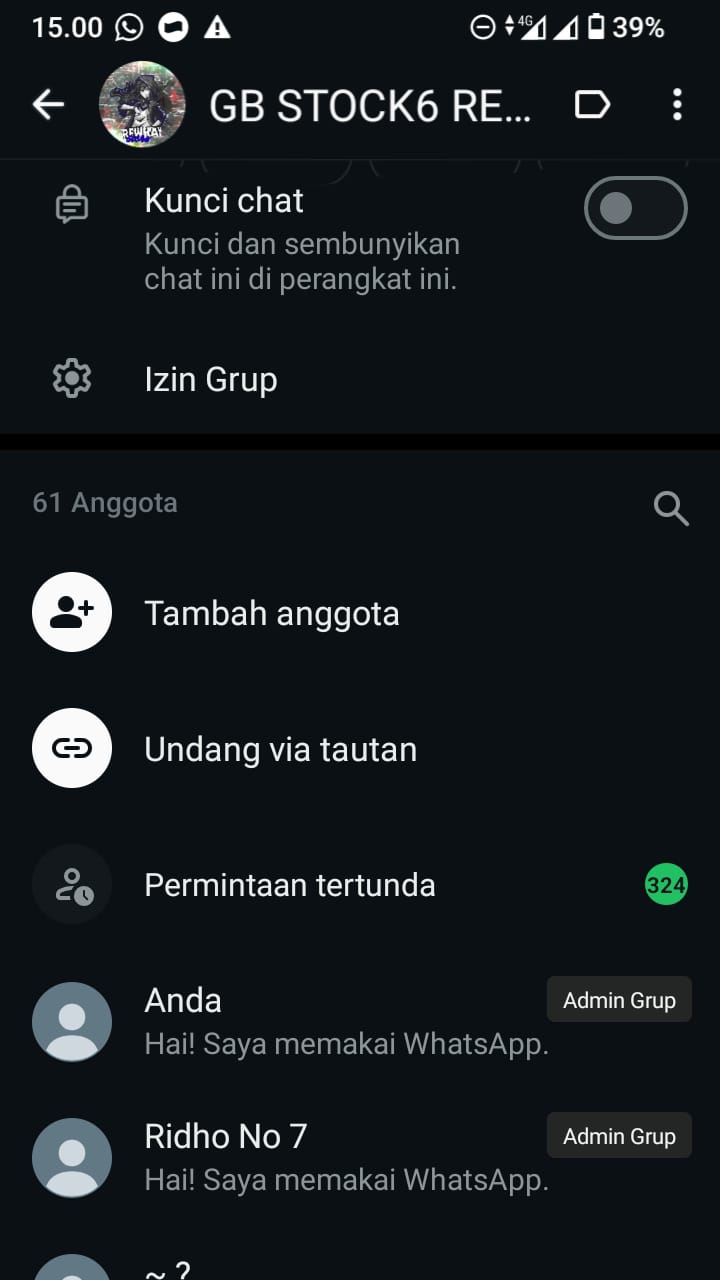 15.00
4G
39%
GB STOCK6 RE...
Kunci chat
Kunci dan sembunyikan
chat ini di perangkat ini.
Izin Grup
61 Anggota
Tambah anggota
Undang via tautan
Permintaan tertunda
324
Anda
Admin Grup
Hai! Saya memakai WhatsApp.
Ridho No 7
Admin Grup
Hai! Saya memakai WhatsApp.
~ ?